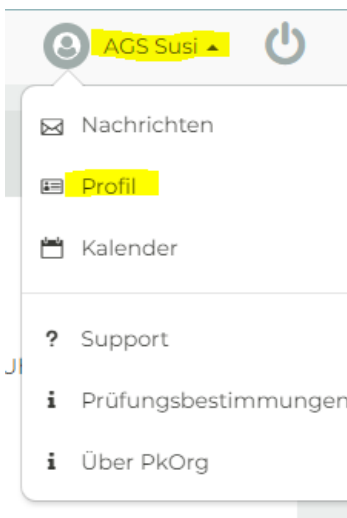 AGS Susi
Nachrichten
Profil
Kalender
Support
Prüfungsbestimmungen
Über PkOrg